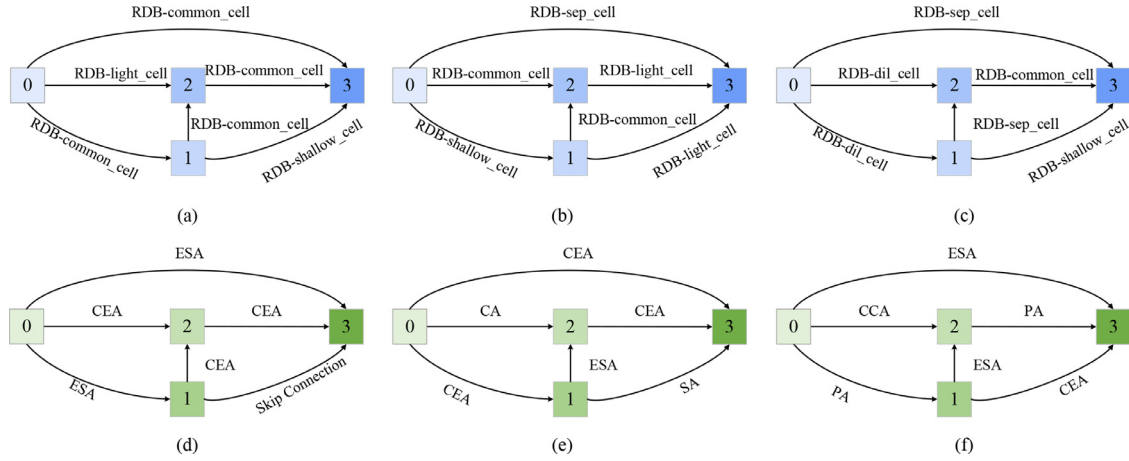 RDB-common_cell
0
RDB-light_cell
2
RDB-common_cell
3
RDB-common_cell
RDB-common_cell
1
RDB-shallow_cell
(a)
RDB-sep_cell
0
RDB-common_cell
2
RDB-light_cell
3
RDB-shallow_cell
RDB-common_cell
1
RDB-light_cell
(b)
RDB-sep_cell
0
RDB-dil_cell
2
RDB-common_cell
3
RDB-dil_cell
RDB-sep_cell
1
RDB-shallow_cell
(c)
ESA
0
CEA
2
CEA
3
ESA
CEA
1
Skip Connection
(d)
CEA
0
CA
2
CEA
3
CEA
ESA
1
SA
(e)
ESA
0
CCA
2
PA
3
PA
ESA
1
CEA
(f)